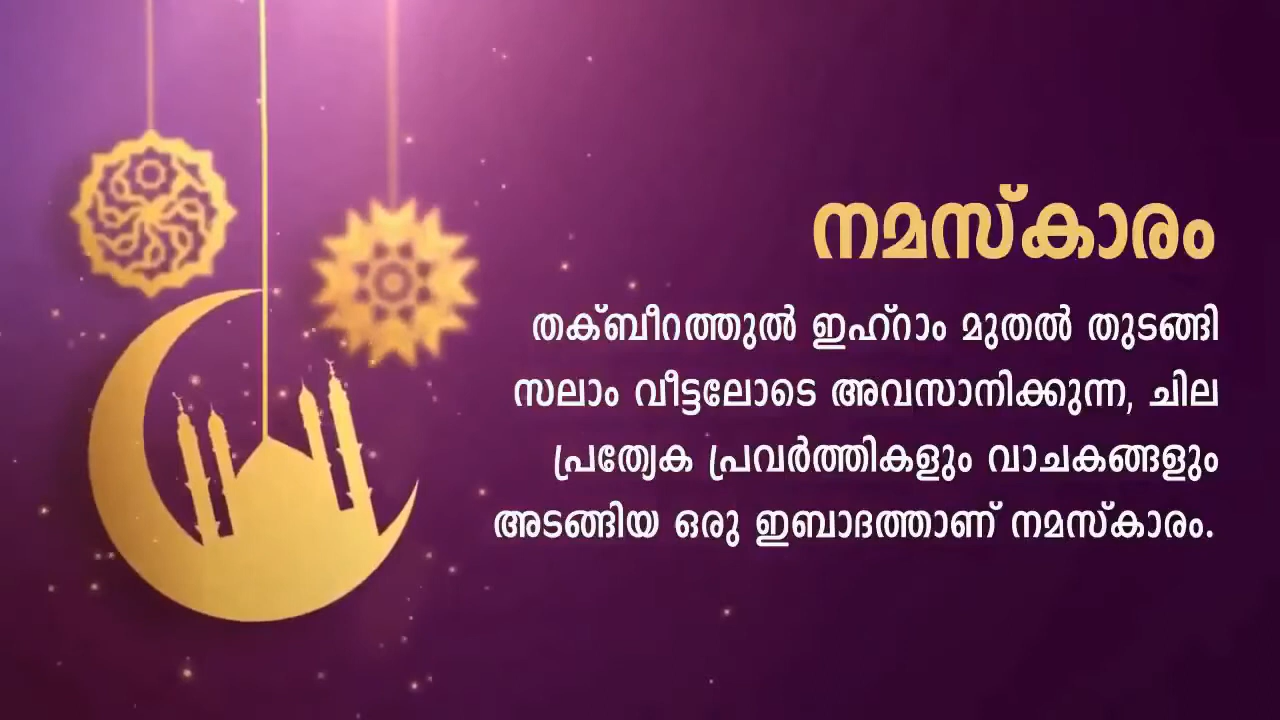 നമസ്കാരം
തക്ബീറത്തുൽ ഇഹ്റാം മുതൽ തുടങ്ങി
സലാം വീട്ടലോടെ അവസാനിക്കുന്ന, ചില
പ്രത്യേക പ്രവർത്തികളും വാചകങ്ങളും
അടങ്ങിയ ഒരു ഇബാദത്താണ് നമസ്കാരം.